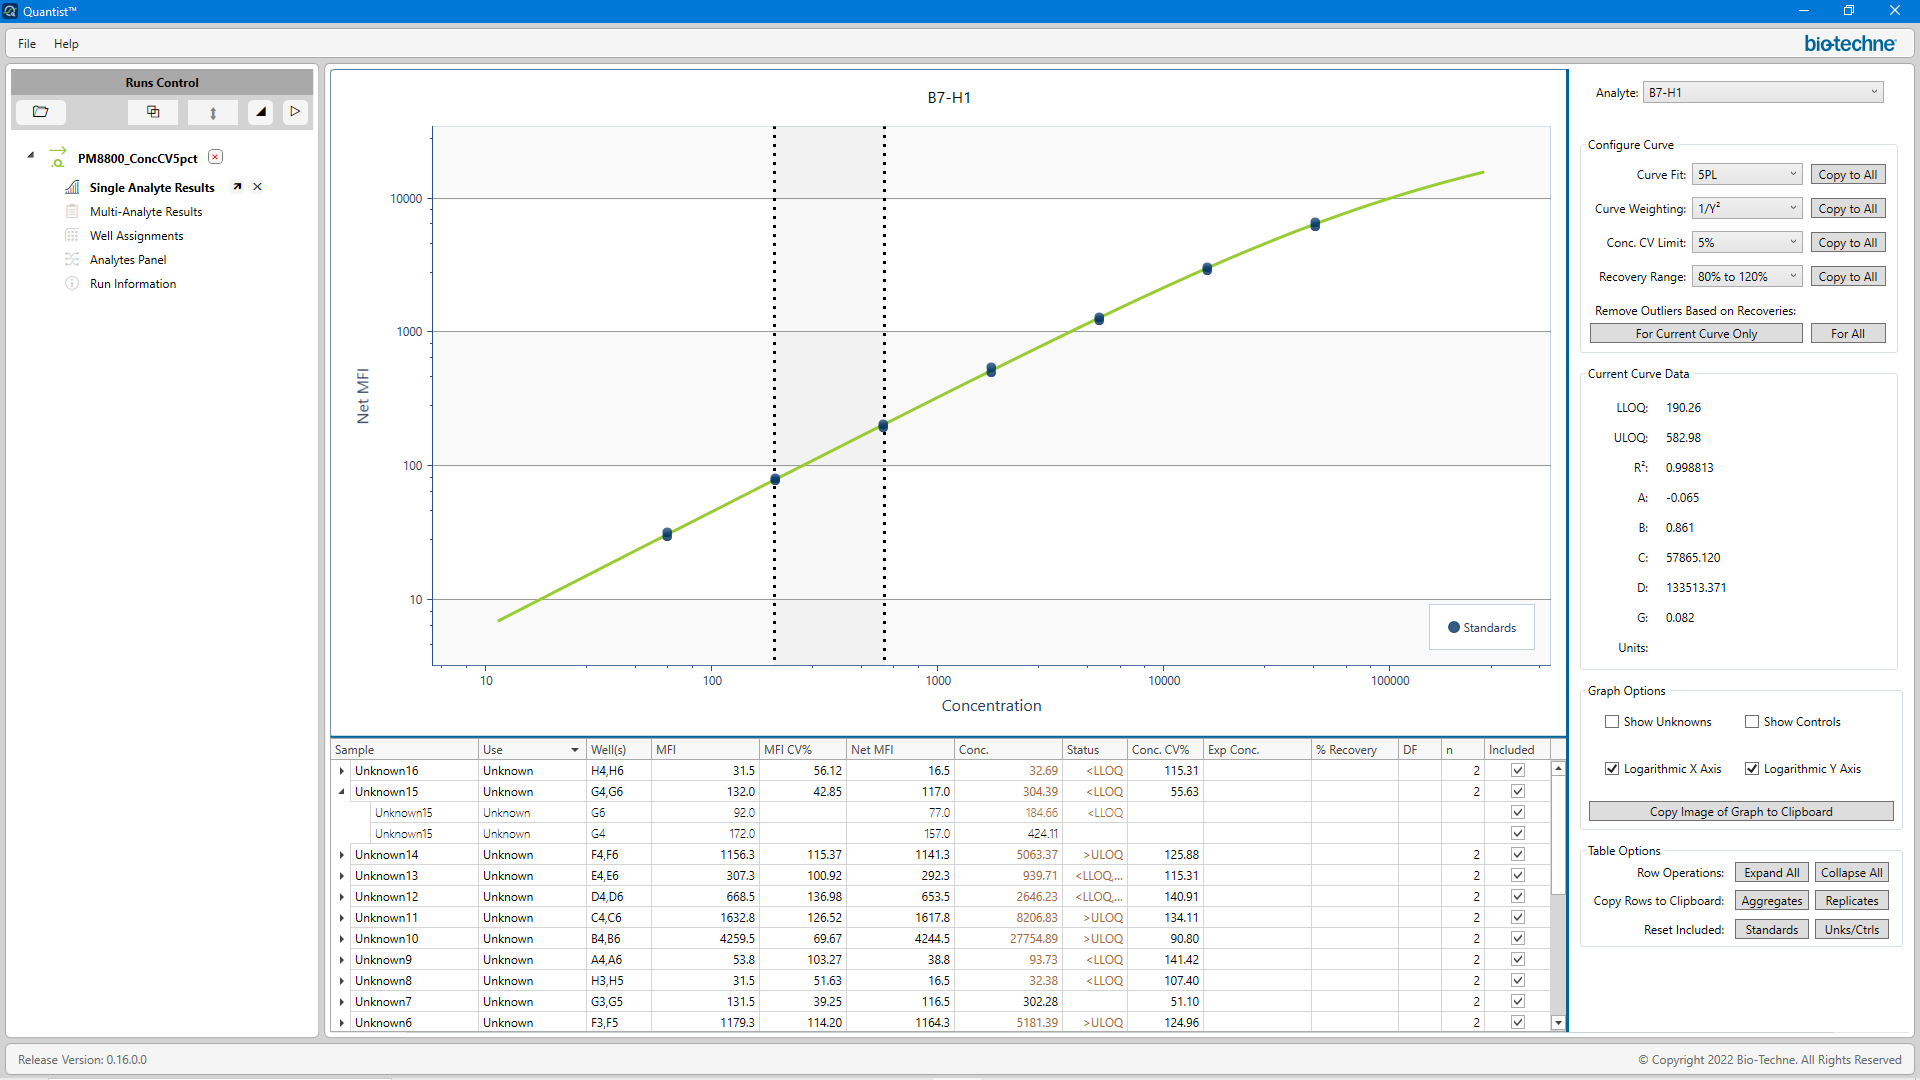 Quantist™
File Help
biotechne
Runs Control
PM8800_ConcCV5pct
Single Analyte Results
Multi-Analyte Results
Well Assignments
Analytes Panel
Run Information
B7-H1
Net MFI
10000
1000
100
10
10 100 1000 10000 100000
Concentration
Standards
Sample Use Well(s) MFI MFI CV% Net MFI Conc. Status Conc. CV% Exp Conc. % Recovery DF n Included
Unknown16 Unknown H4,H6 31.5 56.12 16.5 32.69 <LLOQ 115.31 2
Unknown15 Unknown G4,G6 132.0 42.85 117.0 304.39 <LLOQ 55.63 2
Unknown15 Unknown G6 92.0 77.0 184.66 <LLOQ
Unknown15 Unknown G4 172.0 157.0 424.11
Unknown14 Unknown F4,F6 1156.3 115.37 1141.3 5063.37 >ULOQ 125.88 2
Unknown13 Unknown E4,E6 307.3 100.92 292.3 939.71 <LLOQ,... 115.31 2
Unknown12 Unknown D4,D6 668.5 136.98 653.5 2646.23 <LLOQ,... 140.91 2
Unknown11 Unknown C4,C6 1632.8 126.52 1617.8 8206.83 >ULOQ 134.11 2
Unknown10 Unknown B4,B6 4259.5 69.67 4244.5 27754.89 >ULOQ 90.80 2
Unknown9 Unknown A4,A6 53.8 103.27 38.8 93.73 <LLOQ 141.42 2
Unknown8 Unknown H3,H5 31.5 51.63 16.5 32.38 <LLOQ 107.40 2
Unknown7 Unknown G3,G5 131.5 39.25 116.5 302.28 51.10 2
Unknown6 Unknown F3,F5 1179.3 114.20 1164.3 5181.39 >ULOQ 124.96 2
Analyte: B7-H1
Configure Curve
Curve Fit: 5PL Copy to All
Curve Weighting: 1/Y² Copy to All
Conc. CV Limit: 5% Copy to All
Recovery Range: 80% to 120% Copy to All
Remove Outliers Based on Recoveries:
For Current Curve Only For All
Current Curve Data
LLOQ: 190.26
ULOQ: 582.98
R²: 0.998813
A: -0.065
B: 0.861
C: 57865.120
D: 133513.371
G: 0.082
Units:
Graph Options
Show Unknowns Show Controls
Logarithmic X Axis Logarithmic Y Axis
Copy Image of Graph to Clipboard
Table Options
Row Operations: Expand All Collapse All
Copy Rows to Clipboard: Aggregates Replicates
Reset Included: Standards Unks/Ctrls
Release Version: 0.16.0.0
© Copyright 2022 Bio-Techne. All Rights Reserved